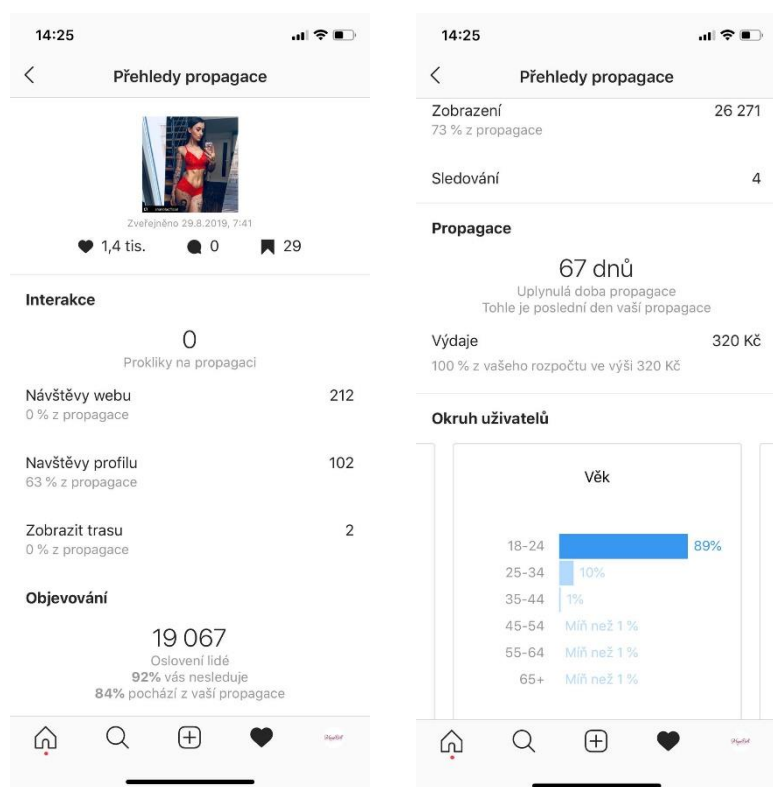 14:25
Přehledy propagace
Zveřejněno 29.8.2019, 7:41
1,4 tis. 0 29
Interakce
0
Prokliky na propagaci
Návštěvy webu 212
0 % z propagace
Navštěvy profilu 102
63 % z propagace
Zobrazit trasu 2
0 % z propagace
Objevování
19 067
Oslovení lidé
92% vás nesleduje
84% pochází z vaší propagace
14:25
Přehledy propagace
Zobrazení 26 271
73 % z propagace
Sledování 4
Propagace
67 dnů
Uplynulá doba propagace
Tohle je poslední den vaší propagace
Výdaje 320 Kč
100 % z vašeho rozpočtu ve výši 320 Kč
Okruh uživatelů
Věk
18-24 89%
25-34 10%
35-44 1%
45-54 Míň než 1 %
55-64 Míň než 1 %
65+ Míň než 1 %